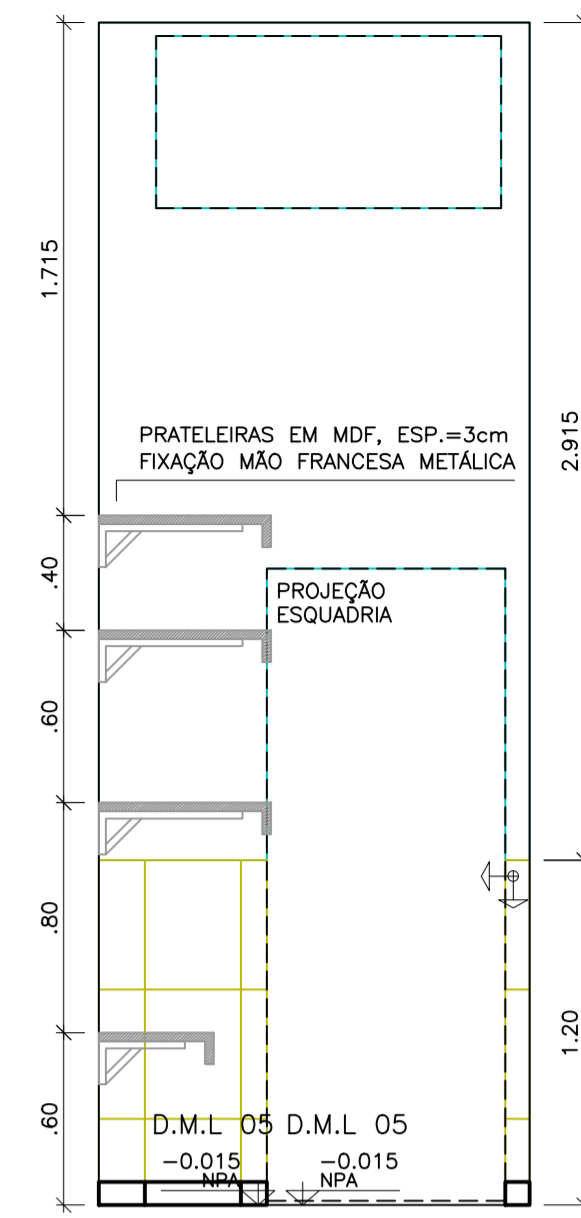 1.715
2.915
PRATELEIRAS EM MDF, ESP.=3cm
FIXAÇÃO MÃO FRANCESA METÁLICA
.40
PROJEÇÃO
ESQUADRIA
.60
.80
1.20
.60
D.M.L 05 D.M.L 05
-0.015 -0.015
NPA NPA